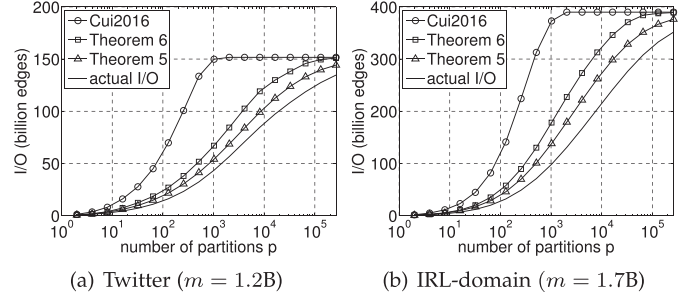 200
150
100
50
0
I/O (billion edges)
Cui2016
Theorem 6
Theorem 5
actual I/O
10^0 10^1 10^2 10^3 10^4 10^5
number of partitions p
(a) Twitter (m = 1.2B)
400
300
200
100
0
I/O (billion edges)
Cui2016
Theorem 6
Theorem 5
actual I/O
10^0 10^1 10^2 10^3 10^4 10^5
number of partitions p
(b) IRL-domain (m = 1.7B)